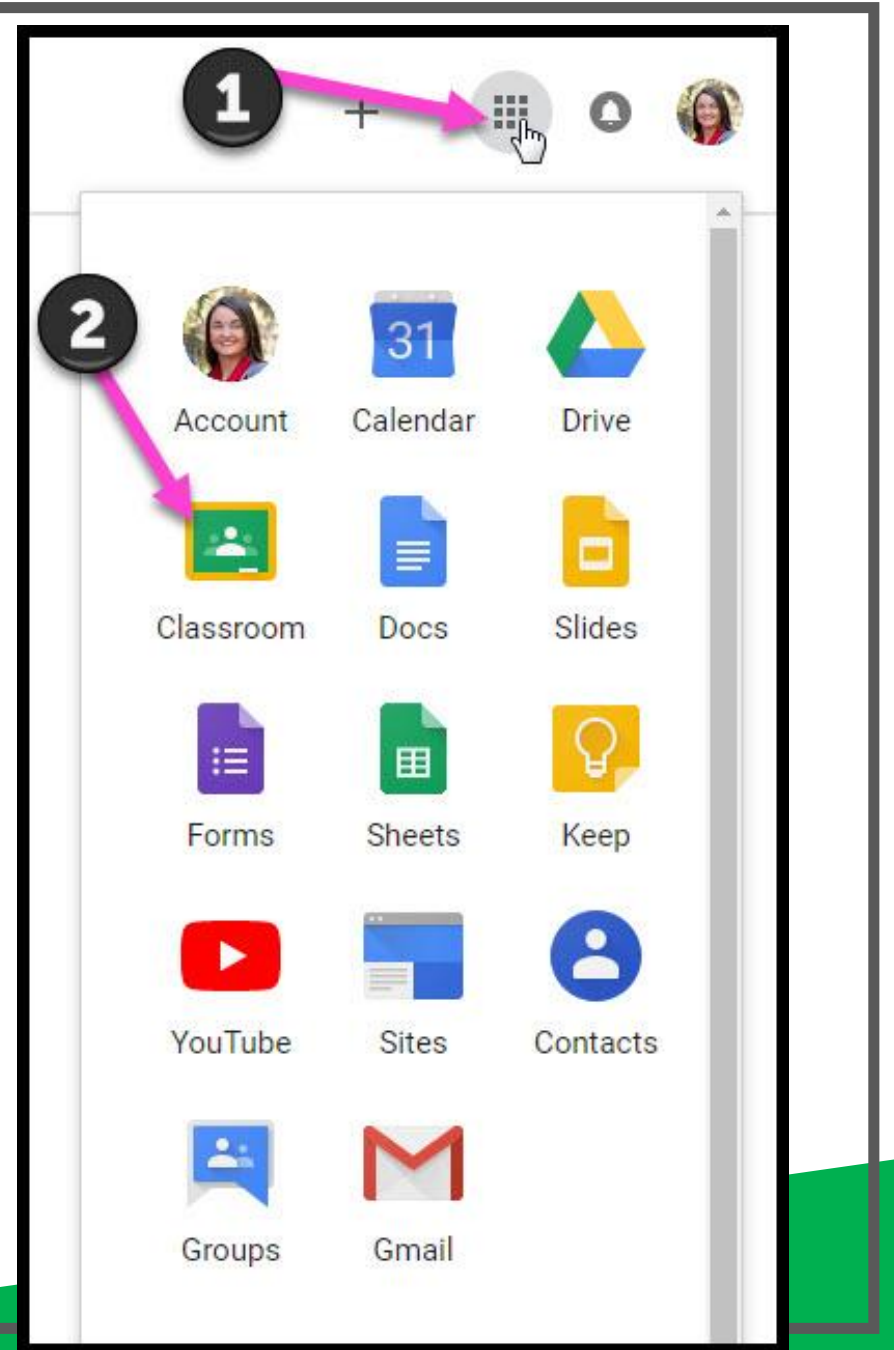 1
2
31
Account Calendar Drive
Classroom Docs Slides
Forms Sheets Keep
YouTube Sites Contacts
Groups Gmail